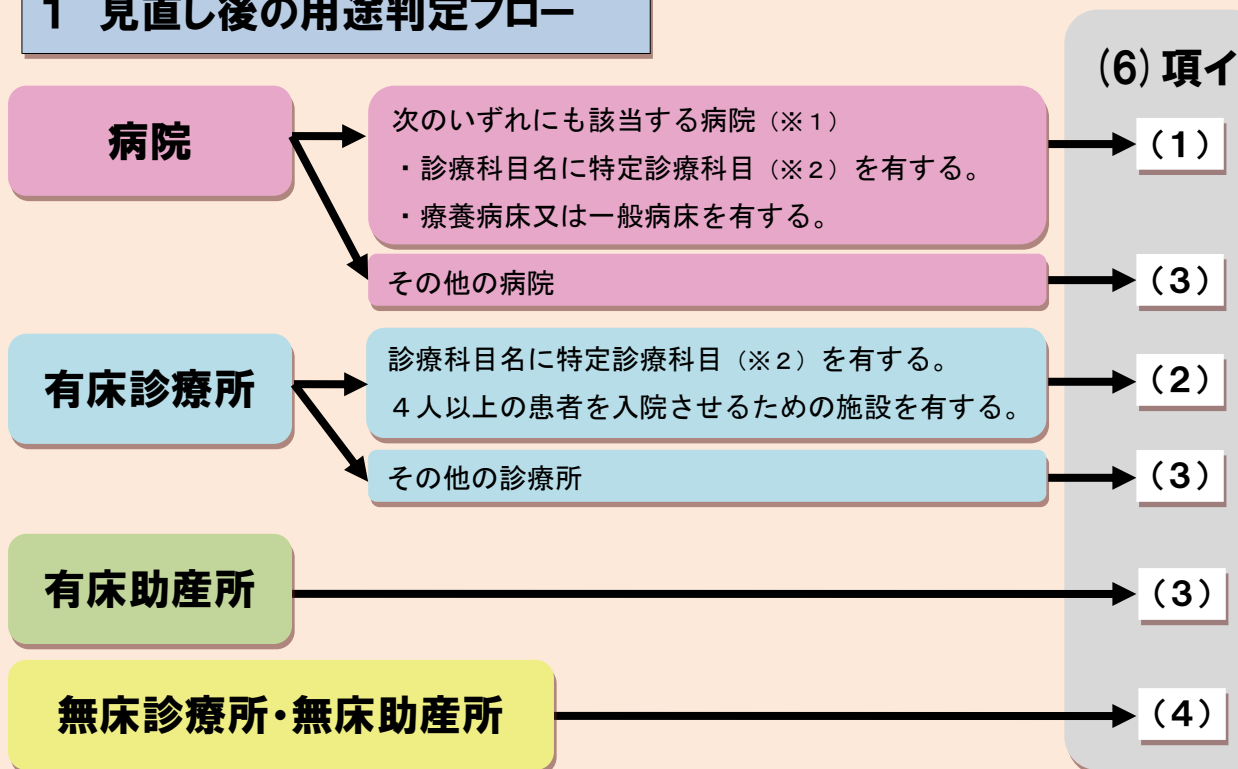 1 見直し後の用途判定フロー
(6)項イ
病院
次のいずれにも該当する病院(※1)
・診療科目名に特定診療科目(※2)を有する。
・療養病床又は一般病床を有する。
(1)
その他の病院
(3)
有床診療所
診療科目名に特定診療科目(※2)を有する。
4人以上の患者を入院させるための施設を有する。
(2)
その他の診療所
(3)
有床助産所
(3)
無床診療所・無床助産所
(4)